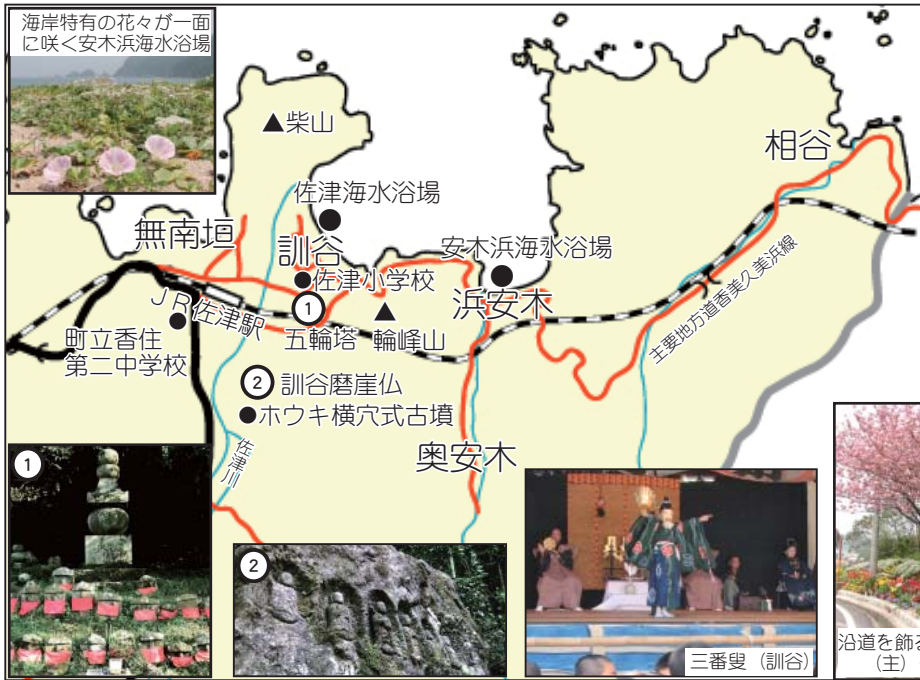 海岸特有の花々が一面
に咲く安木浜海水浴場
▲柴山
相谷
佐津海水浴場
無南垣
訓谷
安木浜海水浴場
佐津小学校
浜安木
主要地方道香美久美浜線
JR佐津駅
①
五輪塔
▲
輪峰山
町立香住
第二中学校
② 訓谷磨崖仏
ホウキ横穴式古墳
佐津川
奥安木
①
②
三番叟（訓谷）
沿道を飾る
（主）